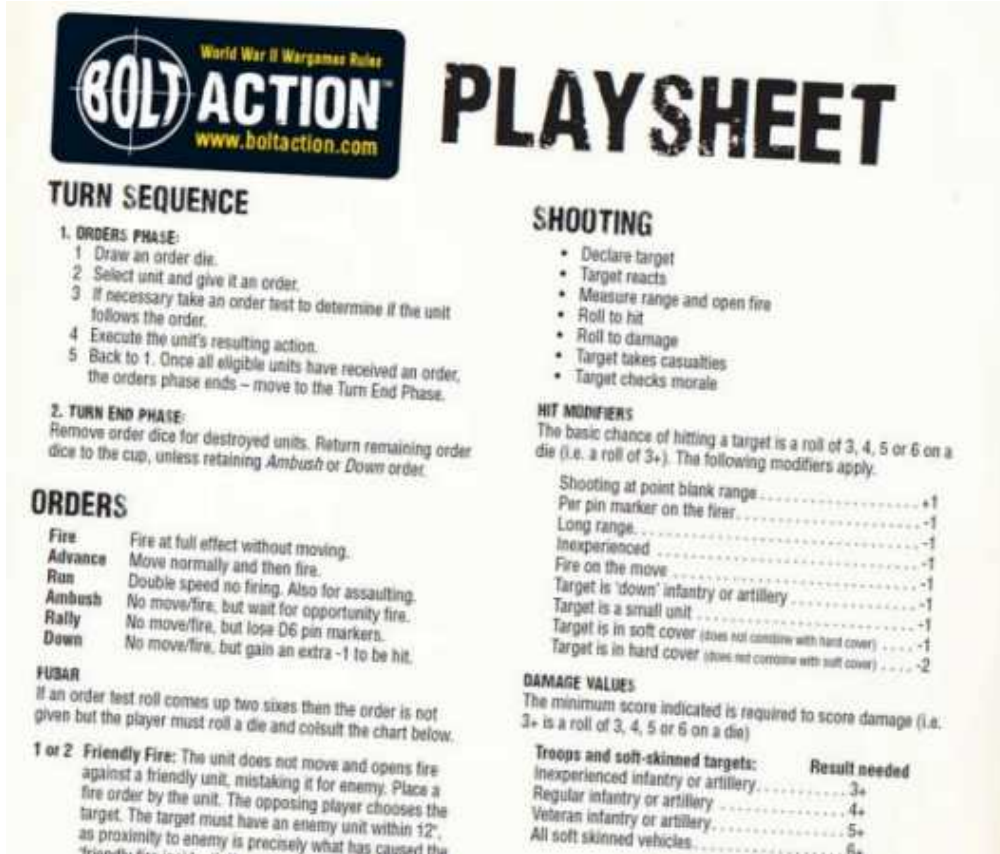 World War II Wargames Rules
BOLT ACTION™
www.boltaction.com
PLAYSHEET
TURN SEQUENCE
1. ORDERS PHASE:
1 Draw an order die.
2 Select unit and give it an order.
3 If necessary take an order test to determine if the unit
follows the order.
4 Execute the unit's resulting action.
5 Back to 1. Once all eligible units have received an order,
the orders phase ends – move to the Turn End Phase.
2. TURN END PHASE:
Remove order dice for destroyed units. Return remaining order
dice to the cup, unless retaining Ambush or Down order.
ORDERS
Fire Fire at full effect without moving.
Advance Move normally and then fire.
Run Double speed no firing. Also for assaulting.
Ambush No move/fire, but wait for opportunity fire.
Rally No move/fire, but lose D6 pin markers.
Down No move/fire, but gain an extra -1 to be hit.
FUBAR
If an order test roll comes up two sixes then the order is not
given but the player must roll a die and colsult the chart below.
1 or 2 Friendly Fire: The unit does not move and opens fire
against a friendly unit, mistaking it for enemy. Place a
fire order by the unit. The opposing player chooses the
target. The target must have an enemy unit within 12",
as proximity to enemy is precisely what has caused the
SHOOTING
• Declare target
• Target reacts
• Measure range and open fire
• Roll to hit
• Roll to damage
• Target takes casualties
• Target checks morale
HIT MODIFIERS
The basic chance of hitting a target is a roll of 3, 4, 5 or 6 on a
die (i.e. a roll of 3+). The following modifiers apply.
Shooting at point blank range . . . . . . . . +1
Per pin marker on the firer. . . . . . . . . -1
Long range. . . . . . . . . -1
Inexperienced . . . . . . . . . -1
Fire on the move . . . . . . . . . -1
Target is 'down' infantry or artillery . . . . . . . . . -1
Target is a small unit . . . . . . . . . -1
Target is in soft cover (does not combine with hard cover) . . . . -1
Target is in hard cover (does not combine with soft cover) . . . . -2
DAMAGE VALUES
The minimum score indicated is required to score damage (i.e.
3+ is a roll of 3, 4, 5 or 6 on a die)
Troops and soft-skinned targets: Result needed
Inexperienced infantry or artillery. . . . . . . . . 3+
Regular infantry or artillery . . . . . . . . . 4+
Veteran infantry or artillery. . . . . . . . . 5+
All soft skinned vehicles. . . . . . . . . 6+